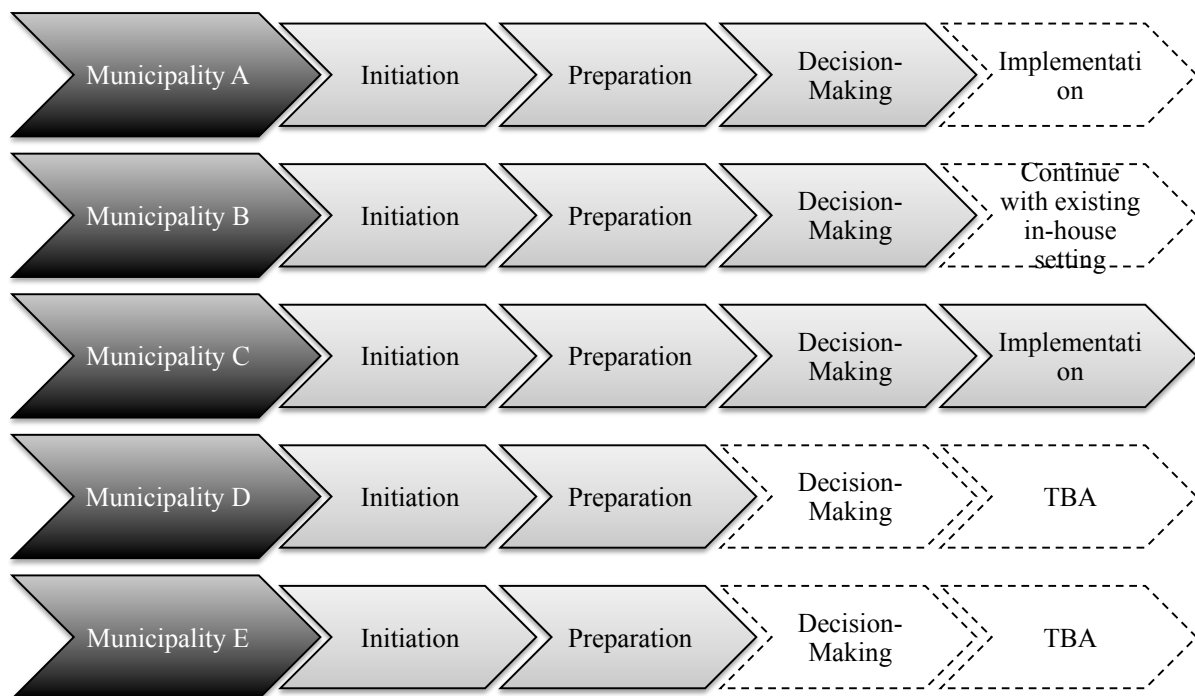 Municipality A
Initiation
Preparation
Decision-
Making
Implementati
on
Municipality B
Initiation
Preparation
Decision-
Making
Continue
with existing
in-house
setting
Municipality C
Initiation
Preparation
Decision-
Making
Implementati
on
Municipality D
Initiation
Preparation
Decision-
Making
TBA
Municipality E
Initiation
Preparation
Decision-
Making
TBA